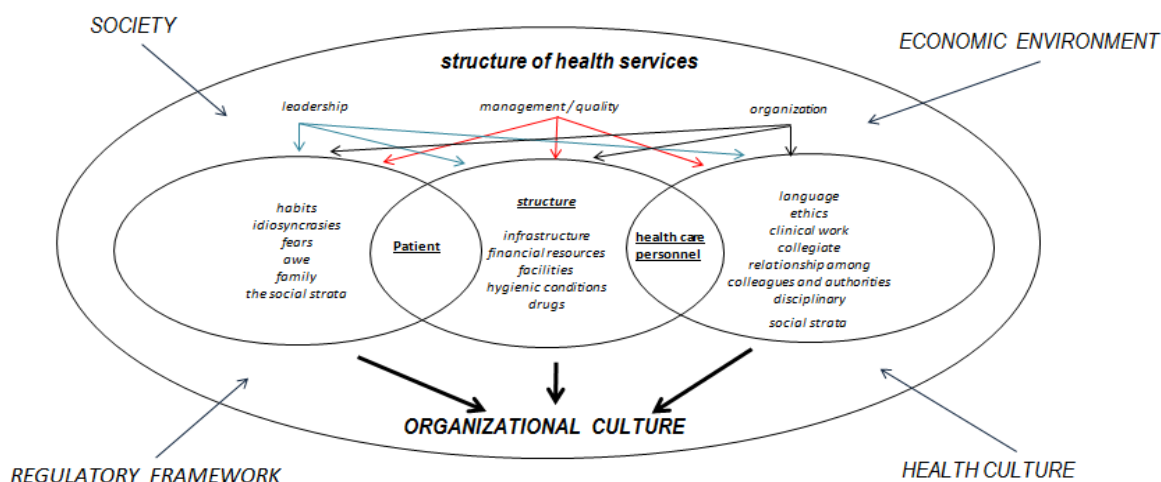 SOCIETY
ECONOMIC ENVIRONMENT
structure of health services
leadership
management / quality
organization
habits
idiosyncrasies
fears
awe
family
the social strata
Patient
structure
infrastructure
financial resources
facilities
hygienic conditions
drugs
health care
personnel
language
ethics
clinical work
collegiate
relationship among
colleagues and authorities
disciplinary
social strata
ORGANIZATIONAL CULTURE
REGULATORY FRAMEWORK
HEALTH CULTURE